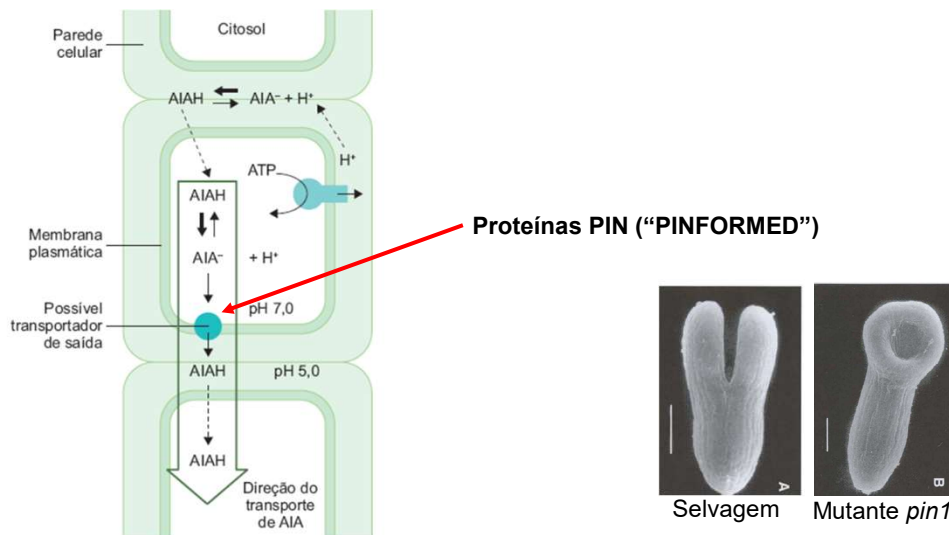 Citosol
Parede
celular
AIAH
AIA⁻ + H⁺
H⁺
ATP
AIAH
Proteínas PIN (“PINFORMED”)
Membrana
plasmática
AIA⁻ + H⁺
pH 7,0
Possível
transportador
de saída
AIAH
pH 5,0
AIAH
Direção do
transporte
de AIA
A
B
Selvagem
Mutante pin1